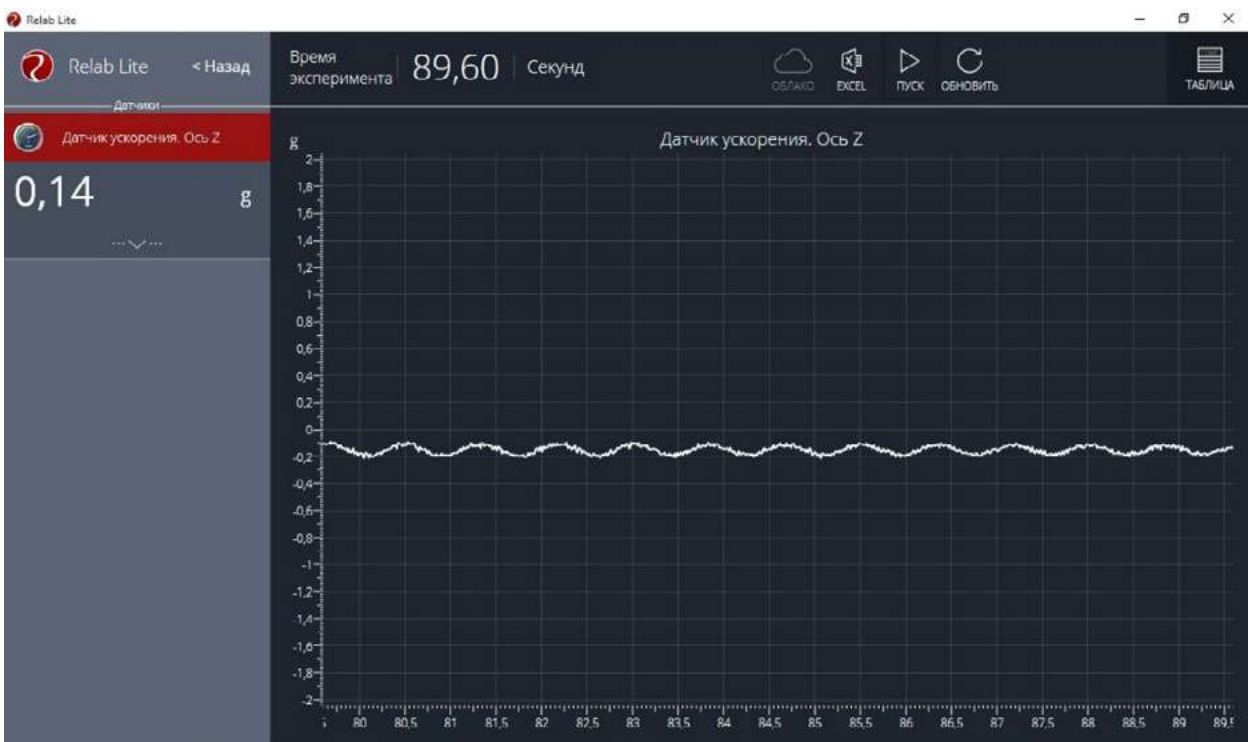 Relab Lite
Relab Lite < Назад
Время эксперимента 89,60 Секунд
ОБЛАКО EXCEL ПУСК ОБНОВИТЬ ТАБЛИЦА
Датчики
Датчик ускорения. Ось Z
0,14 g
g Датчик ускорения. Ось Z
2
1,8
1,6
1,4
1,2
1
0,8
0,6
0,4
0,2
0
-0,2
-0,4
-0,6
-0,8
-1
-1,2
-1,4
-1,6
-1,8
-2
80 80,5 81 81,5 82 82,5 83 83,5 84 84,5 85 85,5 86 86,5 87 87,5 88 88,5 89